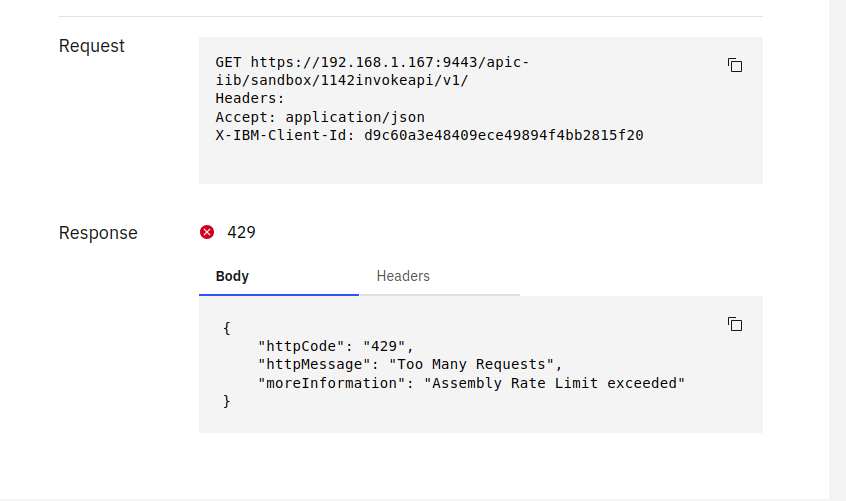 Request
GET https://192.168.1.167:9443/apic-
iib/sandbox/1142invokeapi/v1/
Headers:
Accept: application/json
X-IBM-Client-Id: d9c60a3e48409ece49894f4bb2815f20
Response
429
Body
Headers
{
    "httpCode": "429",
    "httpMessage": "Too Many Requests",
    "moreInformation": "Assembly Rate Limit exceeded"
}